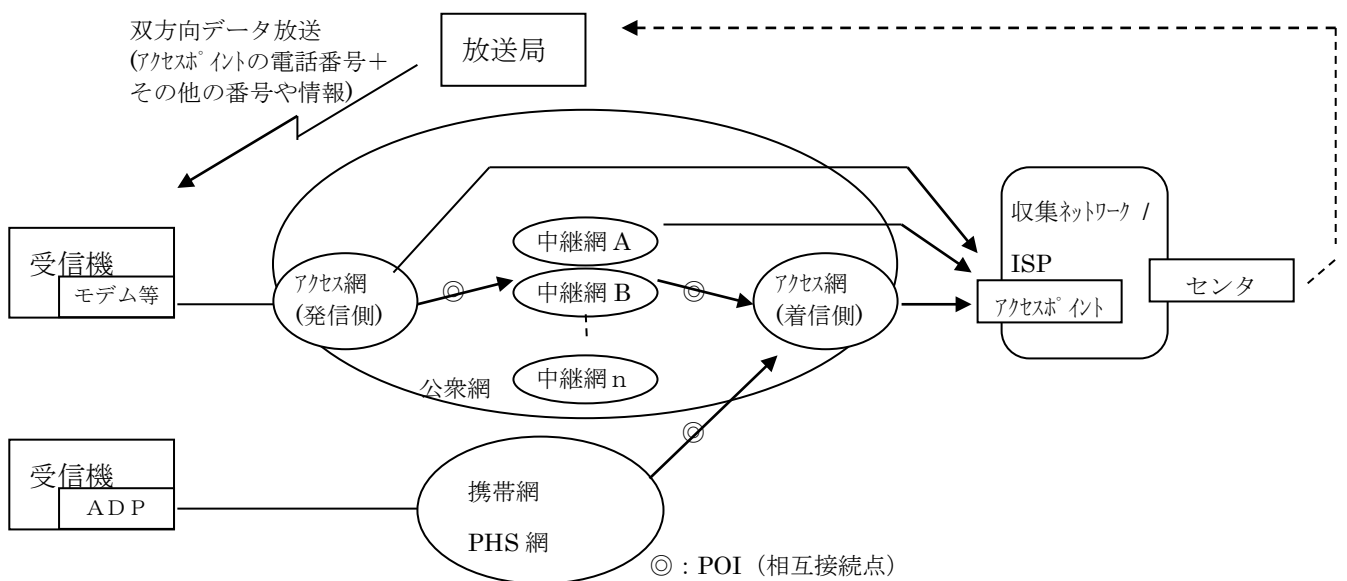 双方向データ放送
(ｱｸｾｽﾎﾟｲﾝﾄの電話番号＋
その他の番号や情報)
放送局
受信機
モデム等
ｱｸｾｽ網
(発信側)
◎
中継網 A
中継網 B
中継網ｎ
◎
ｱｸｾｽ網
(着信側)
公衆網
収集ﾈｯﾄﾜｰｸ /
ISP
ｱｸｾｽﾎﾟｲﾝﾄ
センタ
受信機
ＡＤＰ
携帯網
PHS 網
◎
◎：POI（相互接続点）